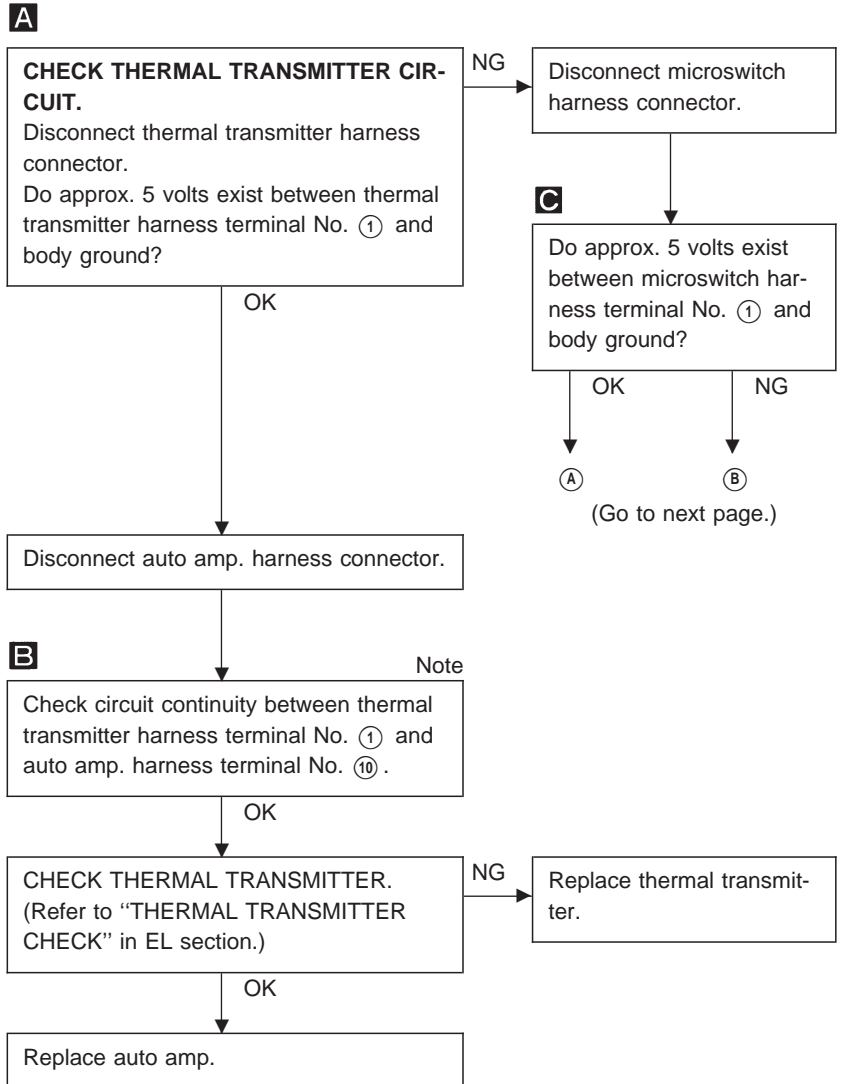 A
CHECK THERMAL TRANSMITTER CIR-
CUIT.
Disconnect thermal transmitter harness
connector.
Do approx. 5 volts exist between thermal
transmitter harness terminal No. ① and
body ground?
NG
Disconnect microswitch
harness connector.
C
Do approx. 5 volts exist
between microswitch har-
ness terminal No. ① and
body ground?
OK
NG
Ⓐ
Ⓑ
(Go to next page.)
OK
Disconnect auto amp. harness connector.
B
Note
Check circuit continuity between thermal
transmitter harness terminal No. ① and
auto amp. harness terminal No. ⑩.
OK
CHECK THERMAL TRANSMITTER.
(Refer to ‘‘THERMAL TRANSMITTER
CHECK’’ in EL section.)
NG
Replace thermal transmit-
ter.
OK
Replace auto amp.